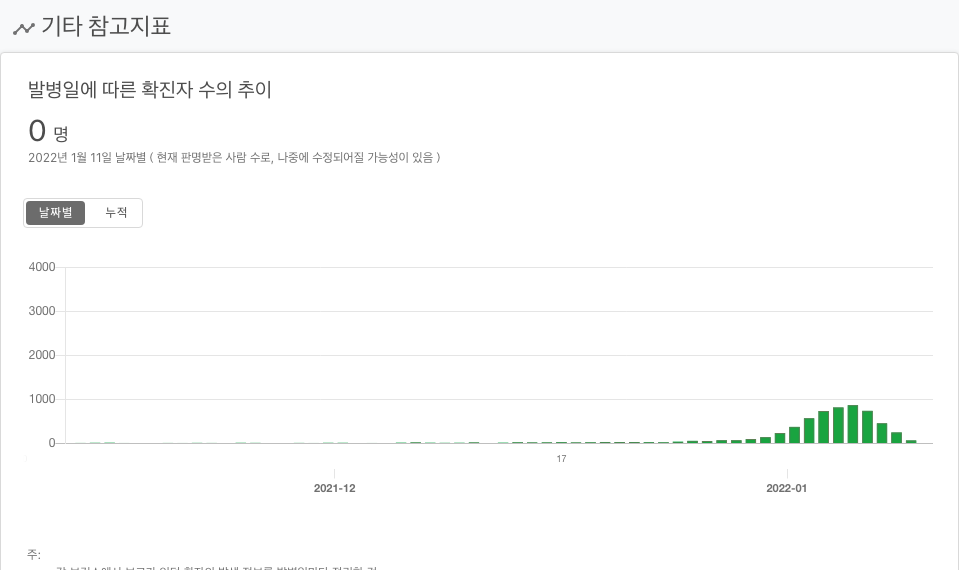 기타 참고지표
발병일에 따른 확진자 수의 추이
0 명
2022년 1월 11일 날짜별 ( 현재 판명받은 사람 수로, 나중에 수정되어질 가능성이 있음 )
날짜별 누적
4000
3000
2000
1000
0
17
2021-12 2022-01
주: